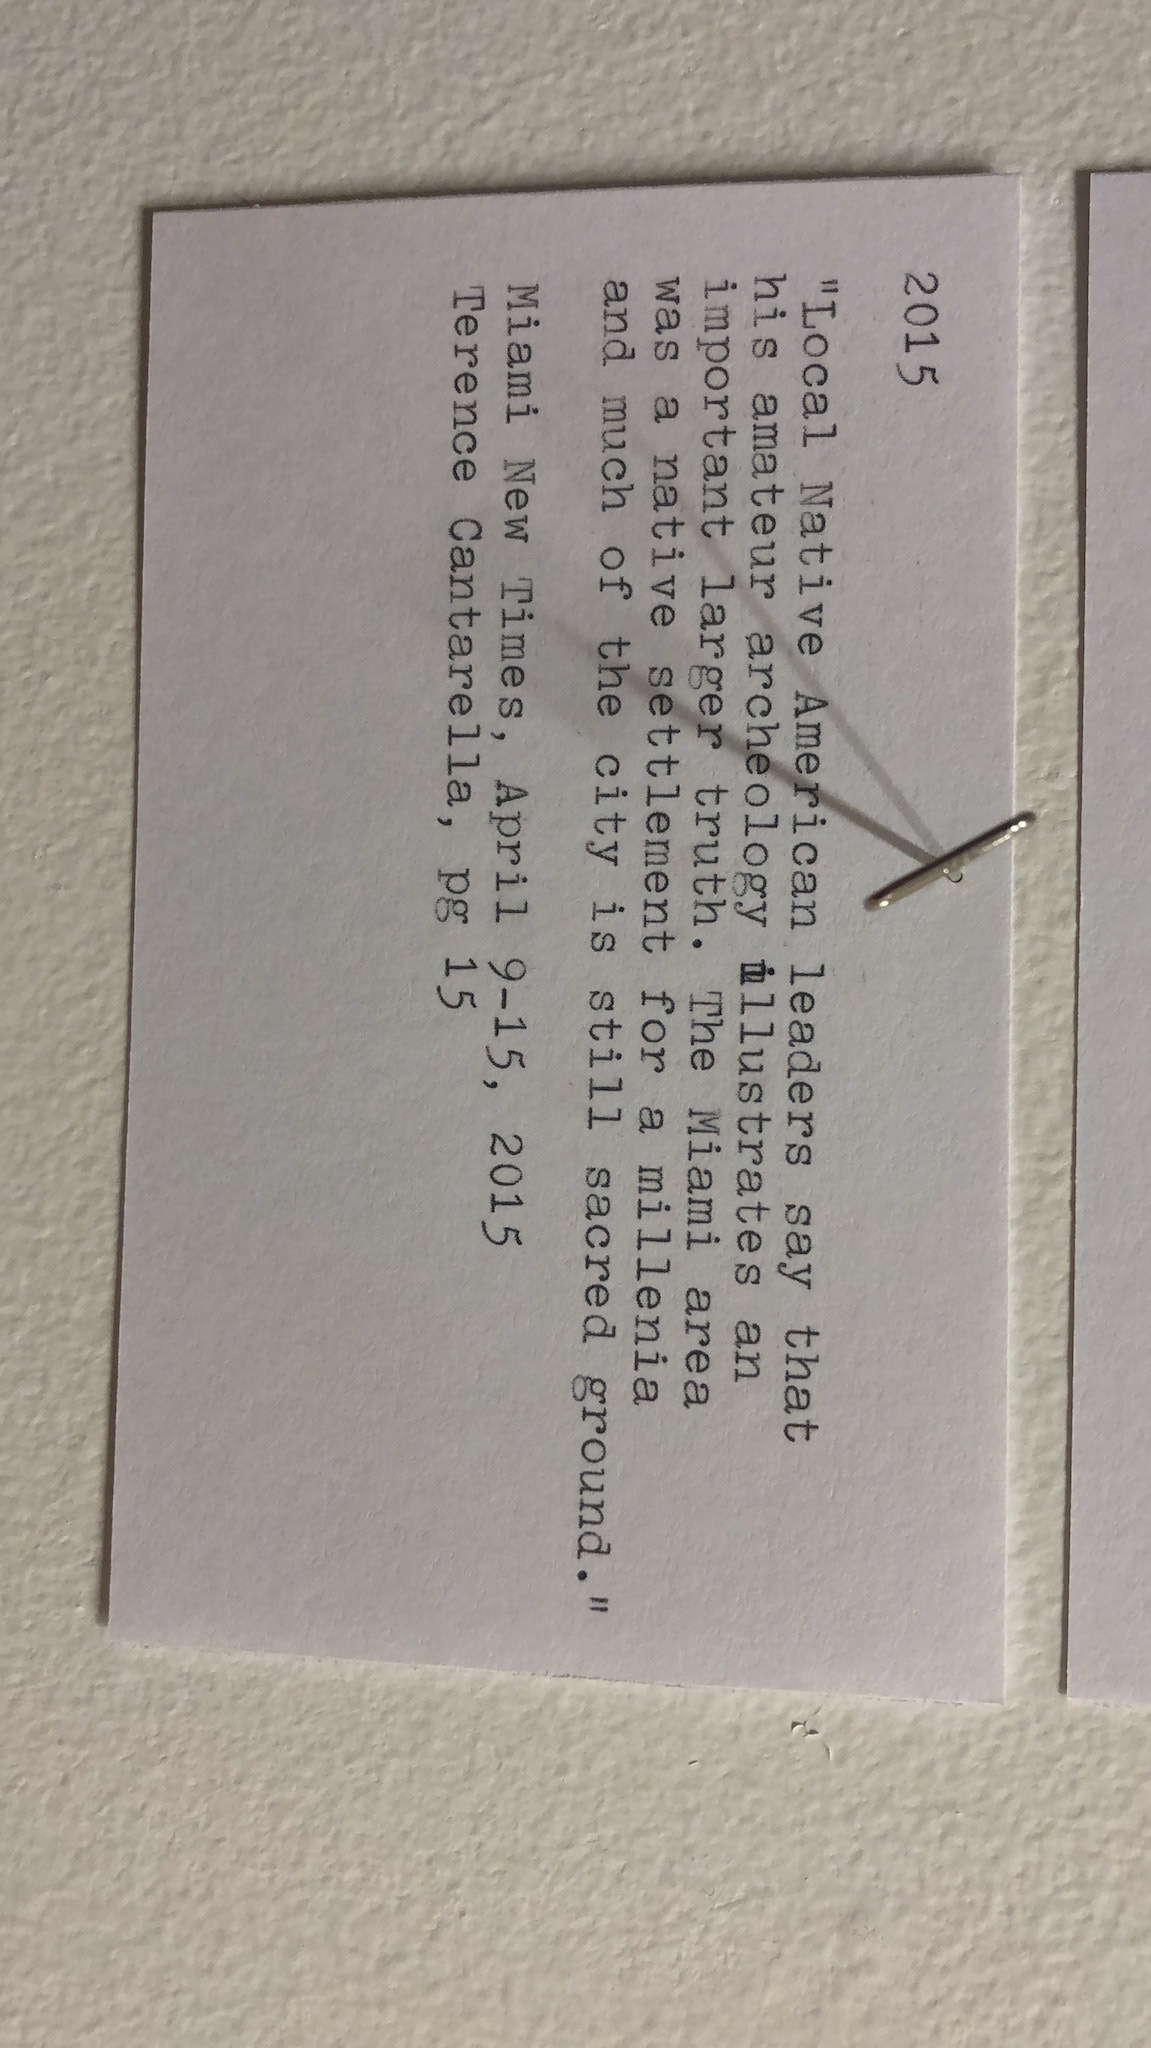 2015
"Local Native American leaders say that
his amateur archeology illustrates an
important larger truth. The Miami area
was a native settlement for a millenia
and much of the city is still sacred ground."
Miami New Times, April 9-15, 2015
Terence Cantarella, pg 15